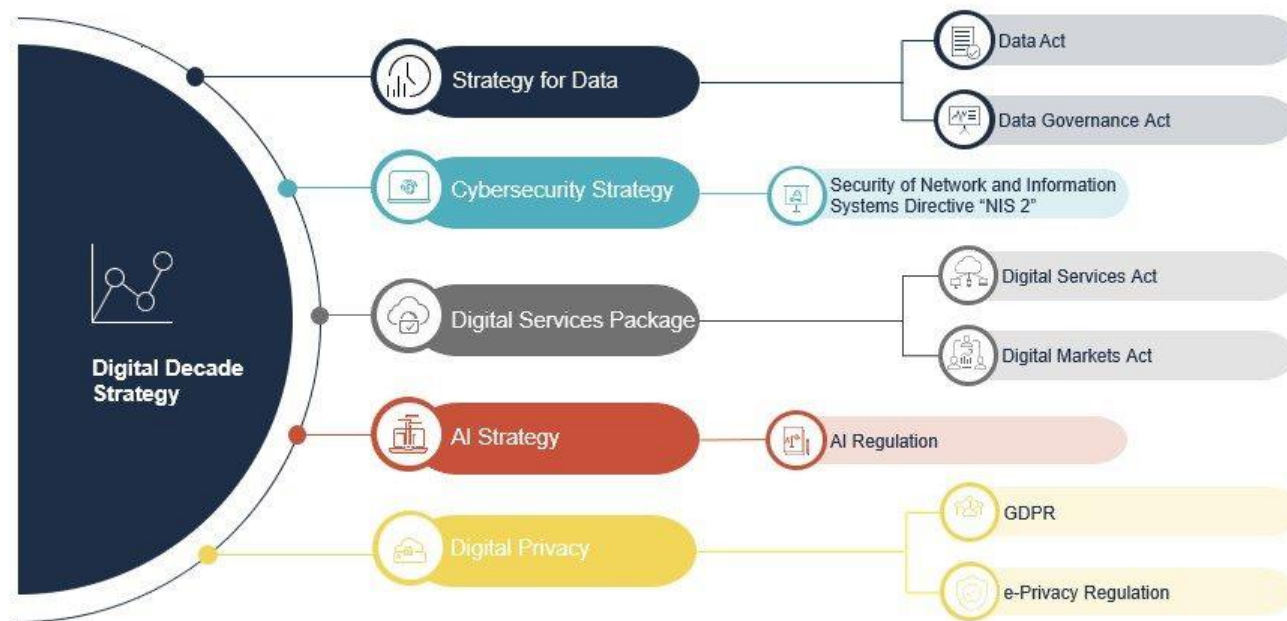 Digital Decade
Strategy
Strategy for Data
Data Act
Data Governance Act
Cybersecurity Strategy
Security of Network and Information
Systems Directive “NIS 2”
Digital Services Package
Digital Services Act
Digital Markets Act
AI Strategy
AI Regulation
Digital Privacy
GDPR
e-Privacy Regulation